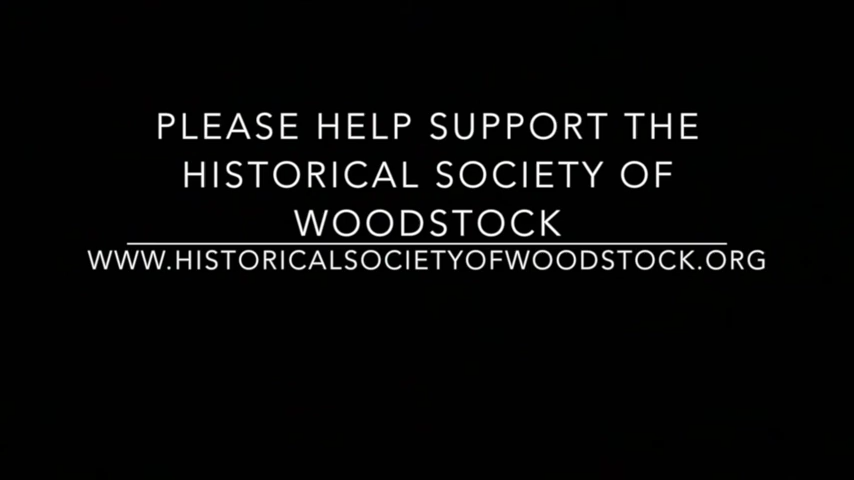 PLEASE HELP SUPPORT THE
HISTORICAL SOCIETY OF
WOODSTOCK
WWW.HISTORICALSOCIETYOFWOODSTOCK.ORG